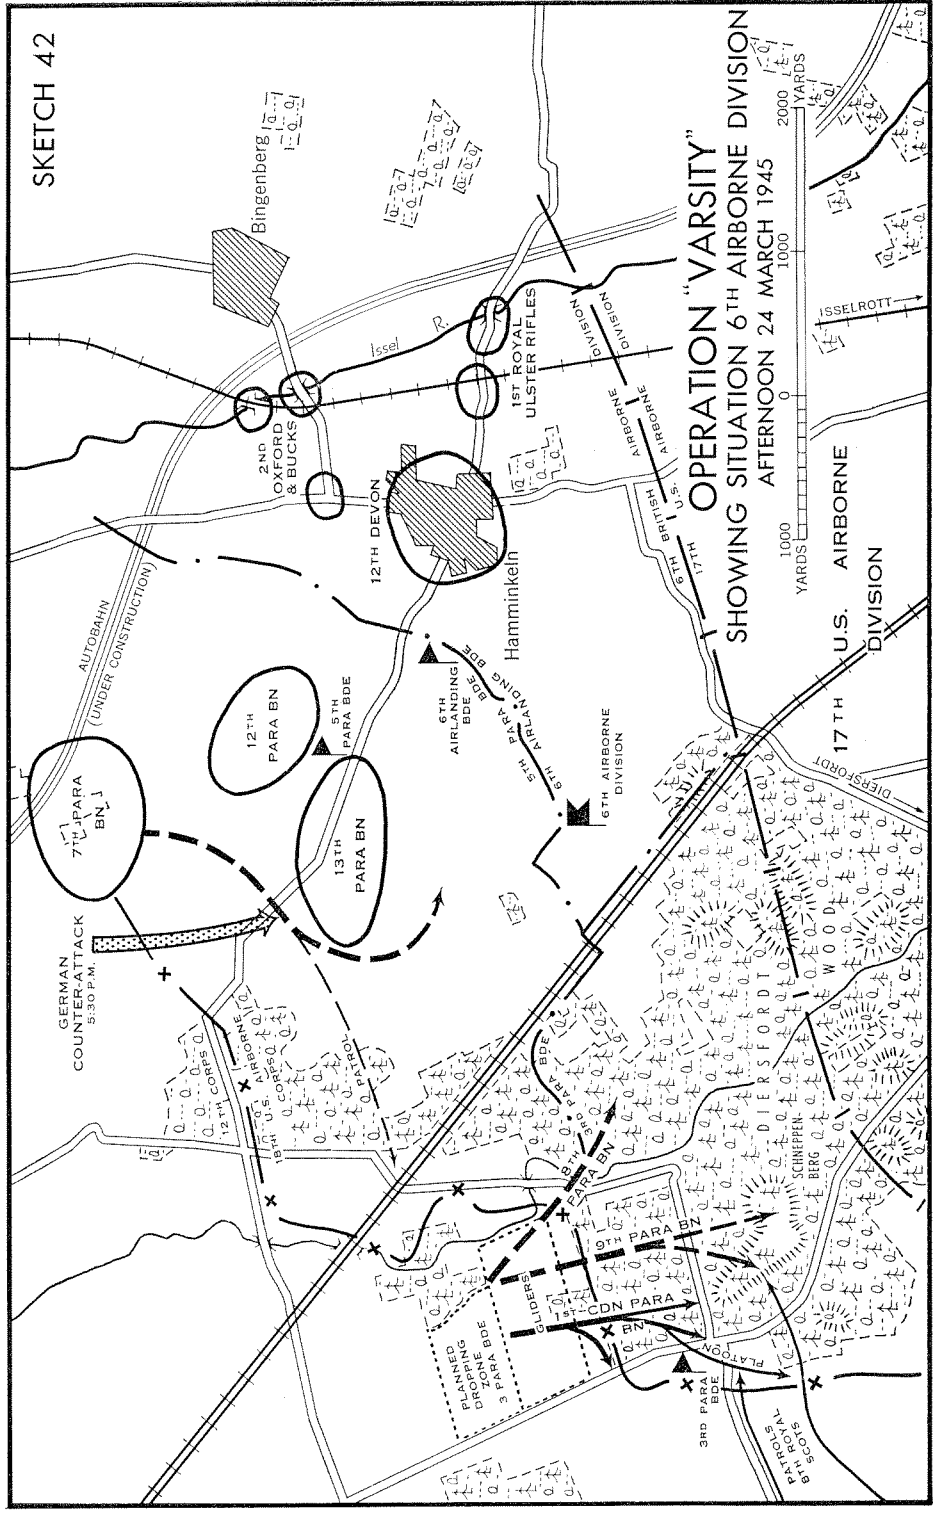 SKETCH 42
Bingenberg
AUTOBAHN
(UNDER CONSTRUCTION)
Issel R.
2ND
OXFORD
& BUCKS
1ST ROYAL
ULSTER RIFLES
12TH DEVON
Hamminkeln
7TH PARA
BN
12TH
PARA BN
5TH
PARA BDE
13TH
PARA BN
6TH
AIRLANDING
BDE
5TH PARA BDE
6TH AIRLANDING BDE
6TH AIRBORNE
DIVISION
GERMAN
COUNTER-ATTACK
5:30 P.M.
12TH CORPS
18TH U.S. AIRBORNE
CORPS
PATROL
3RD PARA BDE
8TH
PARA BN
9TH PARA BN
1ST CDN PARA
BN
GLIDERS
PLANNED
DROPPING
ZONE
3 PARA BDE
PLATOON
3RD PARA
BDE
PATROLS
8TH ROYAL
SCOTS
DIERSFORDT
WOOD
SCHNEPPEN-
BERG
DIERSFORDT
6TH BRITISH AIRBORNE DIVISION
17TH U.S. AIRBORNE DIVISION
ISSELROTT
17TH U.S. AIRBORNE
DIVISION
OPERATION "VARSITY"
SHOWING SITUATION 6TH AIRBORNE DIVISION
AFTERNOON 24 MARCH 1945
1000 0 1000 2000
YARDS YARDS